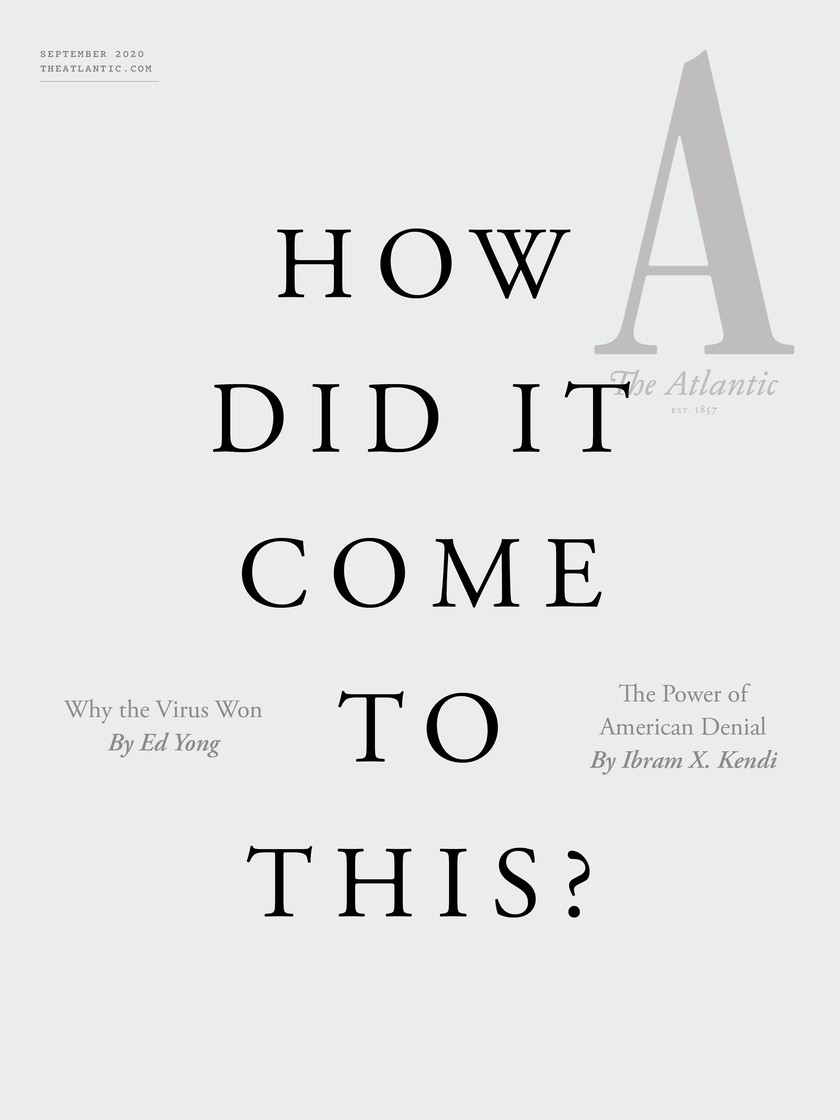 SEPTEMBER 2020
THEATLANTIC.COM
A
The Atlantic
EST. 1857
HOW
DID IT
COME
TO
THIS?
Why the Virus Won
By Ed Yong
The Power of
American Denial
By Ibram X. Kendi